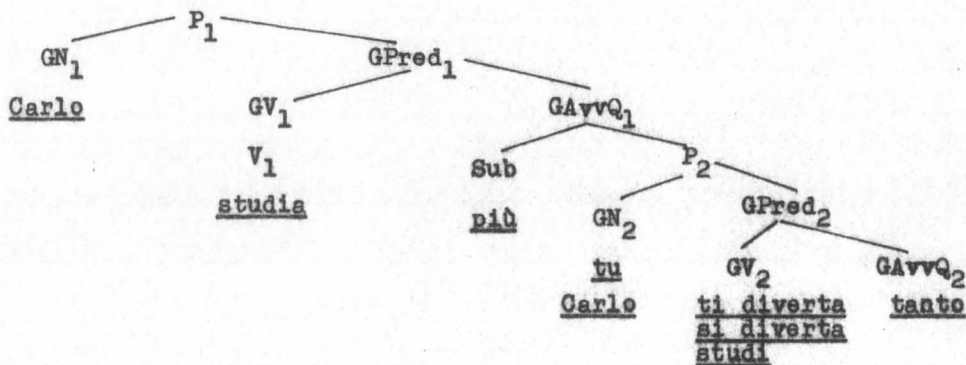 P1
GN1 GPred1
Carlo GV1 GAvvQ1
V1 Sub P2
studia più GN2 GPred2
tu GV2 GAvvQ2
Carlo ti diverta tanto
si diverta
studi